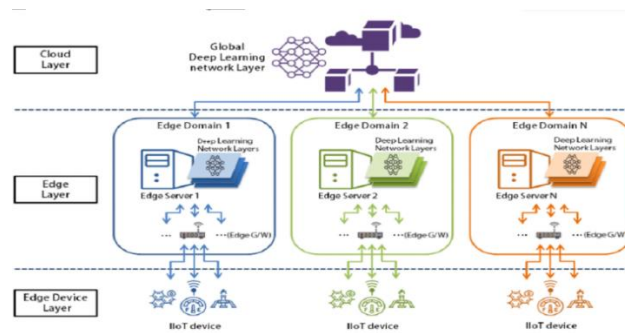 Cloud
Layer
Global
Deep Learning
network Layer
Edge
Layer
Edge Domain 1
Deep Learning
Network Layers
Edge Server 1
... ...(Edge G/W)
Edge Domain 2
Deep Learning
Network Layers
Edge Server 2
... ...(Edge G/W)
Edge Domain N
Deep Learning
Network Layers
Edge Server N
... ...(Edge G/W)
Edge Device
Layer
IIoT device
IIoT device
IIoT device